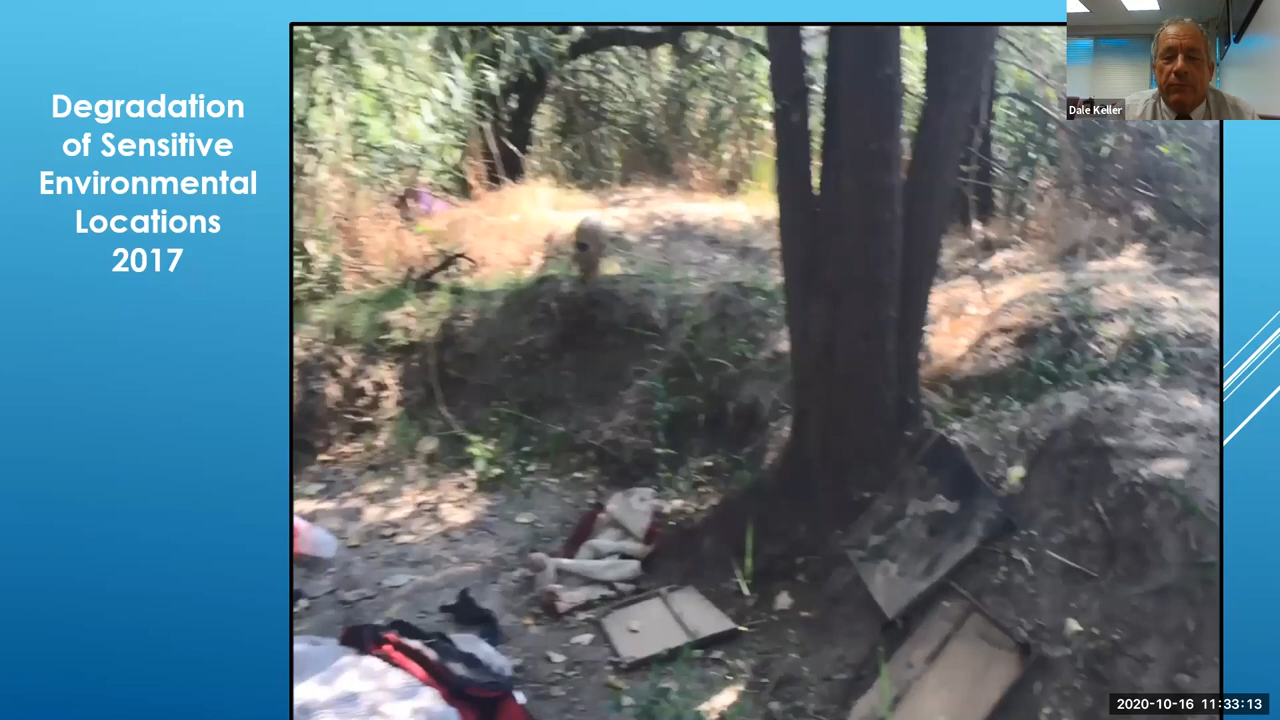 Degradation
of Sensitive
Environmental
Locations
2017
Dale Keller
2020-10-16 11:33:13